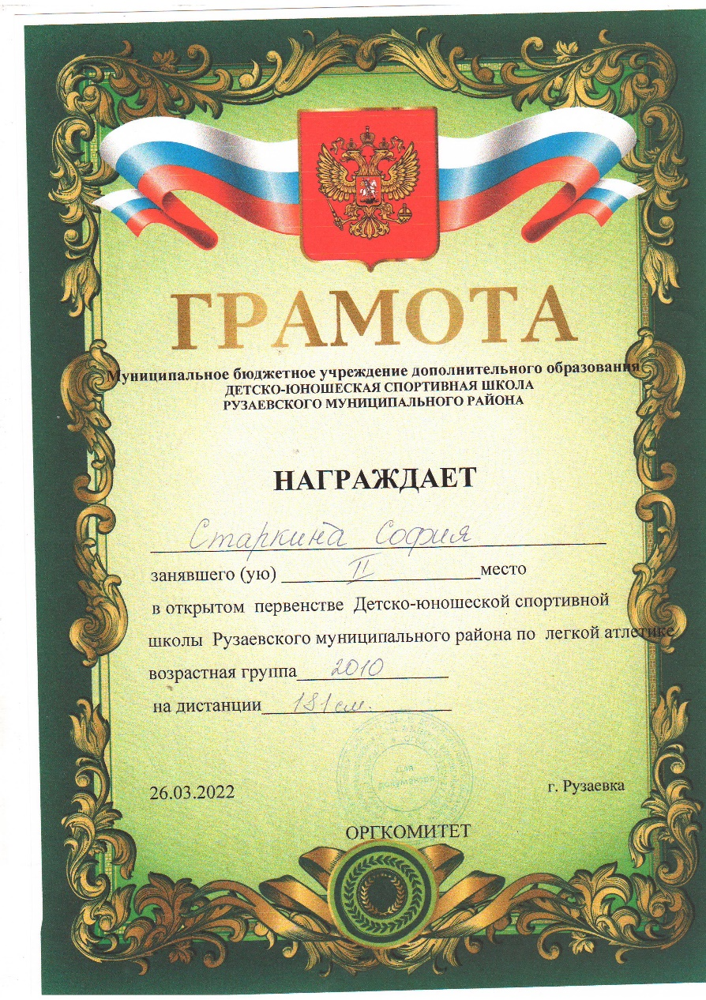 ГРАМОТА
Муниципальное бюджетное учреждение дополнительного образования
ДЕТСКО-ЮНОШЕСКАЯ СПОРТИВНАЯ ШКОЛА
РУЗАЕВСКОГО МУНИЦИПАЛЬНОГО РАЙОНА
НАГРАЖДАЕТ
Старкина София
занявшего (ую) II место
в открытом первенстве Детско-юношеской спортивной
школы Рузаевского муниципального района по легкой атлетике
возрастная группа 2010
на дистанции 181 см.
Для
документов
26.03.2022 г. Рузаевка
ОРГКОМИТЕТ